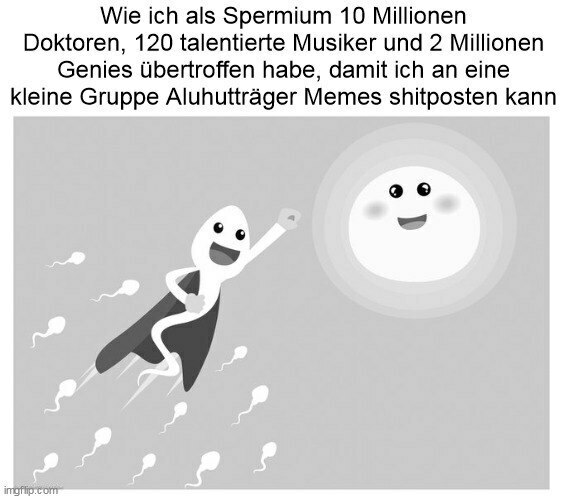 Wie ich als Spermium 10 Millionen
Doktoren, 120 talentierte Musiker und 2 Millionen
Genies übertroffen habe, damit ich an eine
kleine Gruppe Aluhutträger Memes shitposten kann
imgflip.com